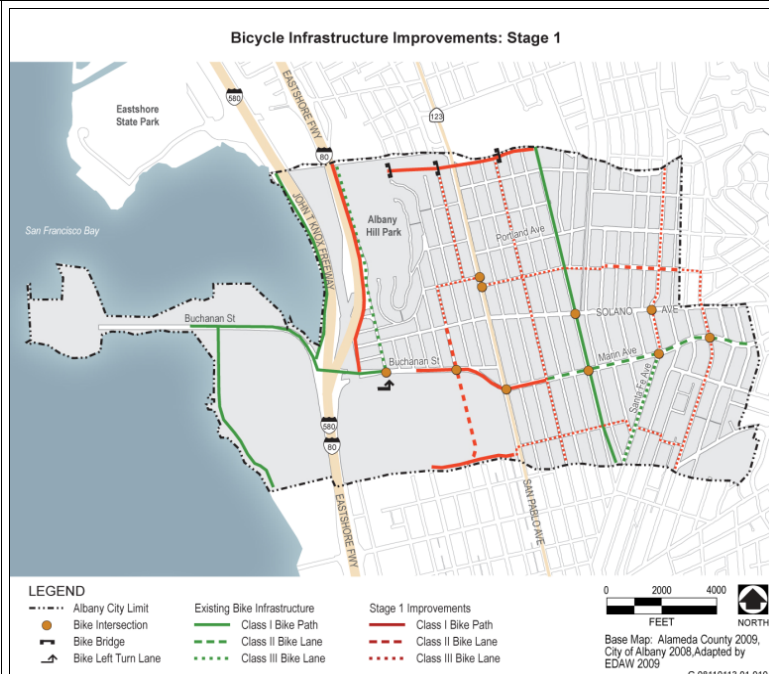 Bicycle Infrastructure Improvements: Stage 1
Eastshore
State Park
580
EASTSHORE FWY
123
80
San Francisco Bay
JOHN T KNOX FREEWAY
Albany
Hill Park
Portland Ave
Buchanan St
SOLANO AVE
Buchanan St
Marin Ave
Santa Fe Ave
580
80
EASTSHORE FWY
SAN PABLO AVE
LEGEND
Albany City Limit
Bike Intersection
Bike Bridge
Bike Left Turn Lane
Existing Bike Infrastructure
Class I Bike Path
Class II Bike Lane
Class III Bike Lane
Stage 1 Improvements
Class I Bike Path
Class II Bike Lane
Class III Bike Lane
0 2000 4000
FEET
NORTH
Base Map: Alameda County 2009,
City of Albany 2008,Adapted by
EDAW 2009